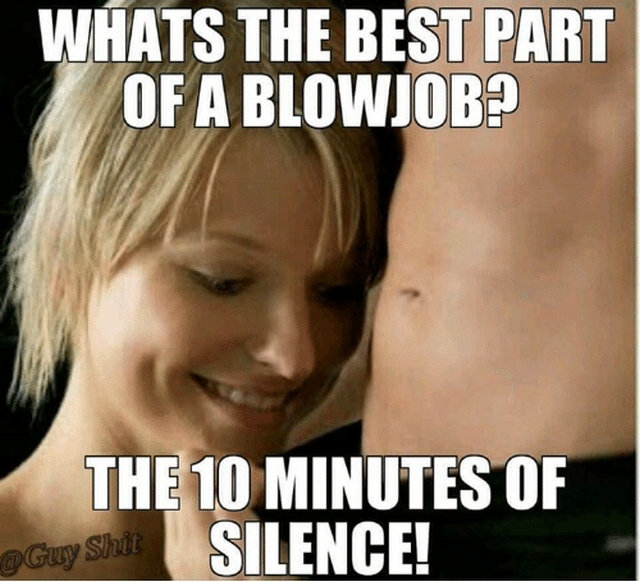 WHATS THE BEST PART
OF A BLOWJOB?
THE 10 MINUTES OF
SILENCE!
@Guy Shit